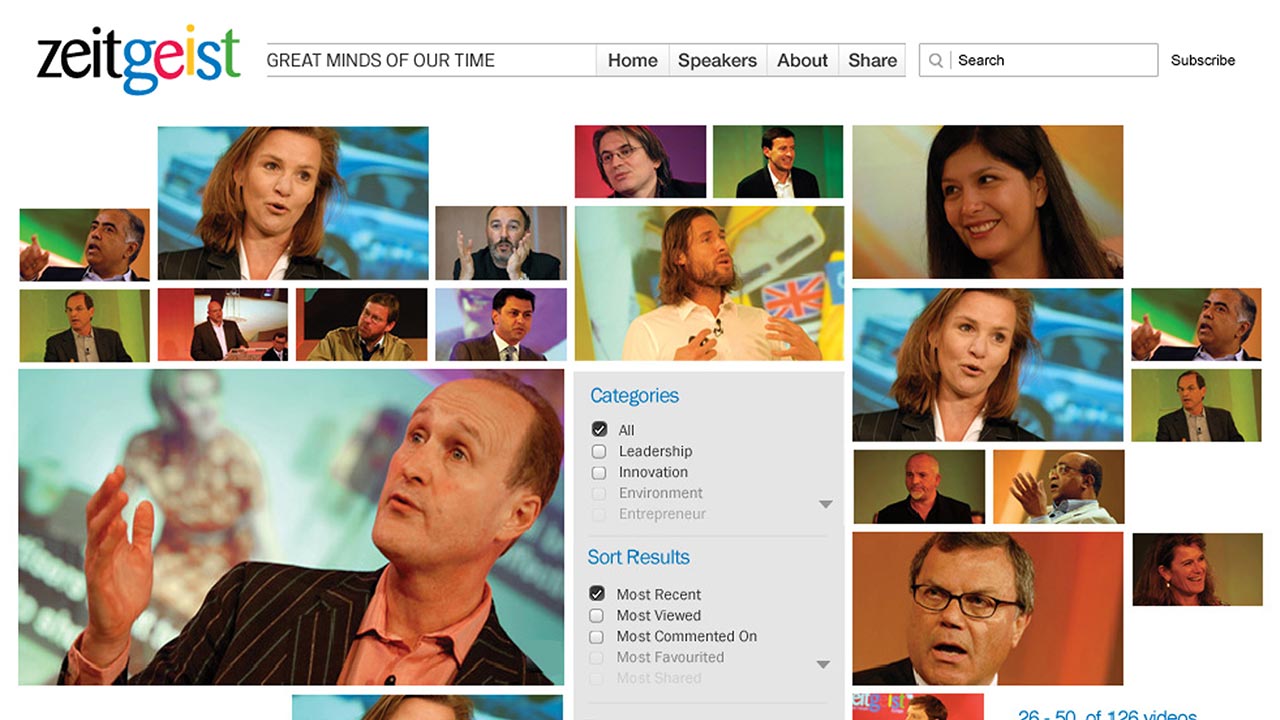 zeitgeist
GREAT MINDS OF OUR TIME
Home
Speakers
About
Share
Search
Subscribe
Categories
All
Leadership
Innovation
Environment
Entrepreneur
Sort Results
Most Recent
Most Viewed
Most Commented On
Most Favourited
Most Shared
zeitgeist
26 - 50 of 126 videos